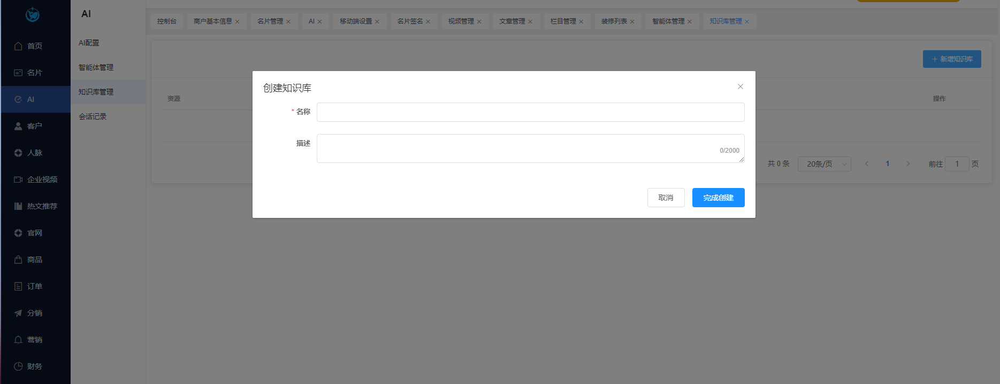 AI
首页
名片
AI
客户
人脉
企业视频
热文推荐
官网
商品
订单
分销
营销
财务
AI配置
智能体管理
知识库管理
会话记录
控制台 商户基本信息 名片管理 AI 移动端设置 名片签名 视频管理 文章管理 栏目管理 装修列表 智能体管理 知识库管理
+ 新增知识库
资源 操作
共 0 条 20条/页 1 前往 1 页
创建知识库
* 名称
描述
0/2000
取消 完成创建